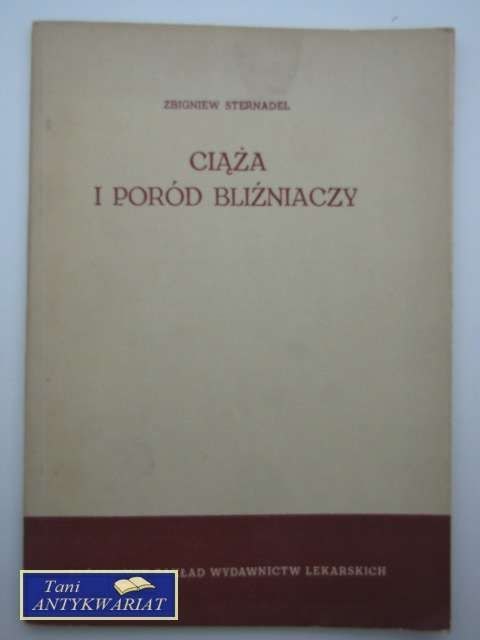 ZBIGNIEW STERNADEL
CIĄŻA
I PORÓD BLIŹNIACZY
WYDAWNICTW LEKARSKICH
Tani
ANTYKWARIAT